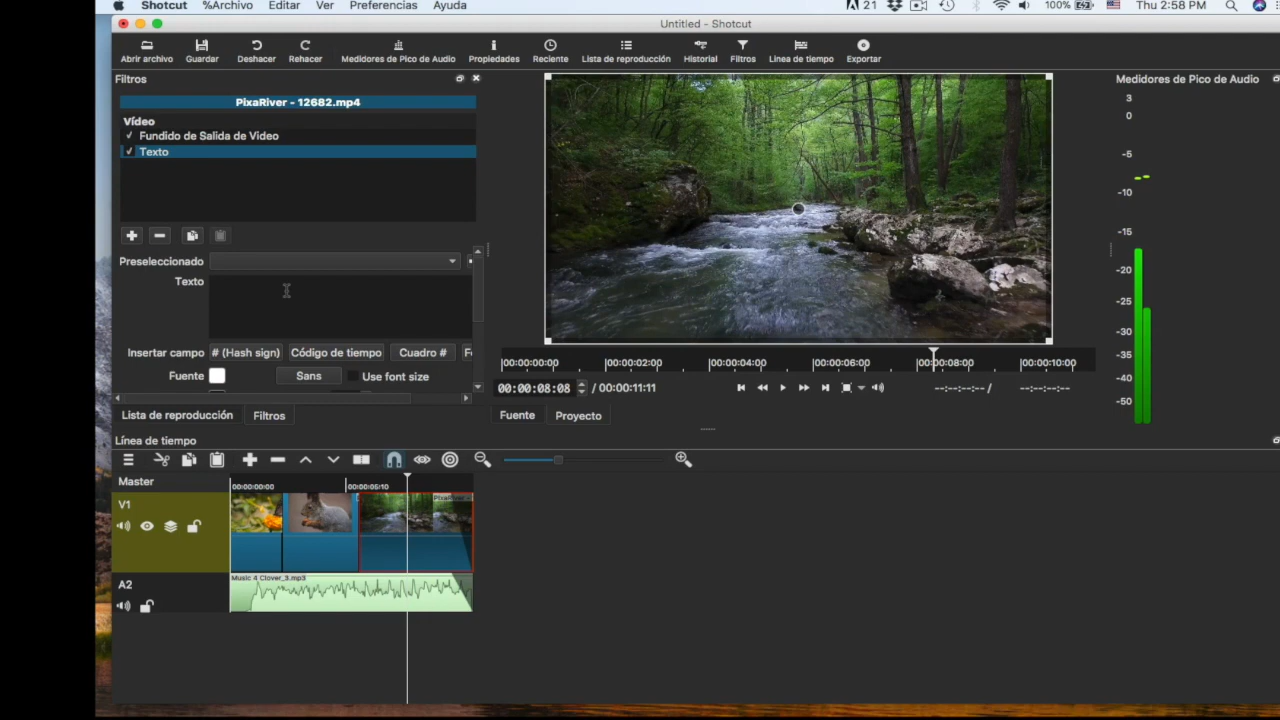 Shotcut %Archivo Editar Ver Preferencias Ayuda 21 100% Thu 2:58 PM
Untitled - Shotcut
Abrir archivo Guardar Deshacer Rehacer Medidores de Pico de Audio Propiedades Reciente Lista de reproducción Historial Filtros Línea de tiempo Exportar
Filtros
Medidores de Pico de Audio
PixaRiver - 12682.mp4
Vídeo
Fundido de Salida de Video
Texto
3
0
-5
-10
-15
-20
-25
-30
-35
-40
-50
Preseleccionado
Texto
Insertar campo # (Hash sign) Código de tiempo Cuadro #
Fuente Sans Use font size
00:00:00:00 00:00:02:00 00:00:04:00 00:00:06:00 00:00:08:00 00:00:10:00
00:00:08:08 / 00:00:11:11 --:--:--:-- / --:--:--:--
Lista de reproducción Filtros Fuente Proyecto
Línea de tiempo
Master 00:00:00:00 00:00:05:10
V1
A2 Music 4 Clover_3.mp3